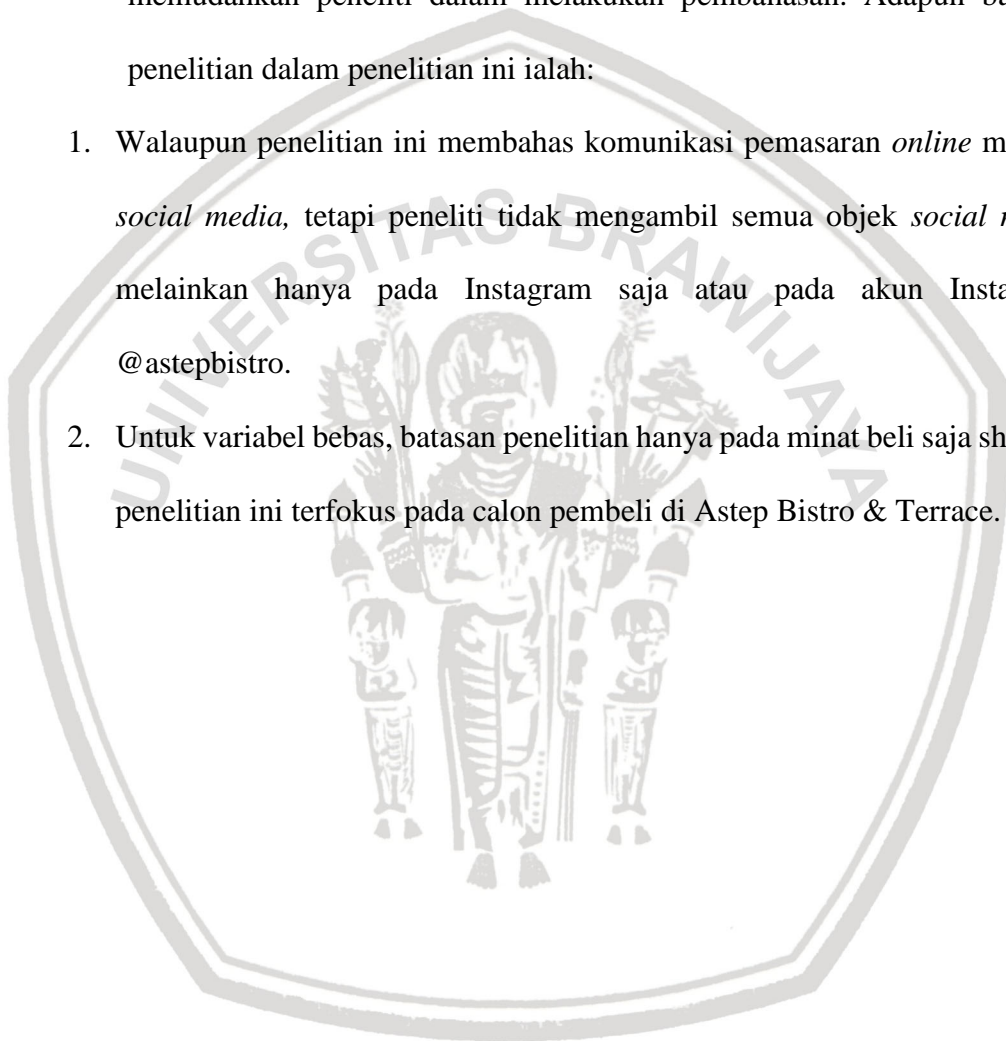 memudahkan peneliti dalam melakukan pembahasan. Adapun
penelitian dalam penelitian ini ialah:
1. Walaupun penelitian ini membahas komunikasi pemasaran online
social media, tetapi peneliti tidak mengambil semua objek social
melainkan hanya pada Instagram saja atau pada akun
@astepbistro.
2. Untuk variabel bebas, batasan penelitian hanya pada minat beli saja
penelitian ini terfokus pada calon pembeli di Astep Bistro & Terrace.
UNIVERSITAS BRAWIJAYA